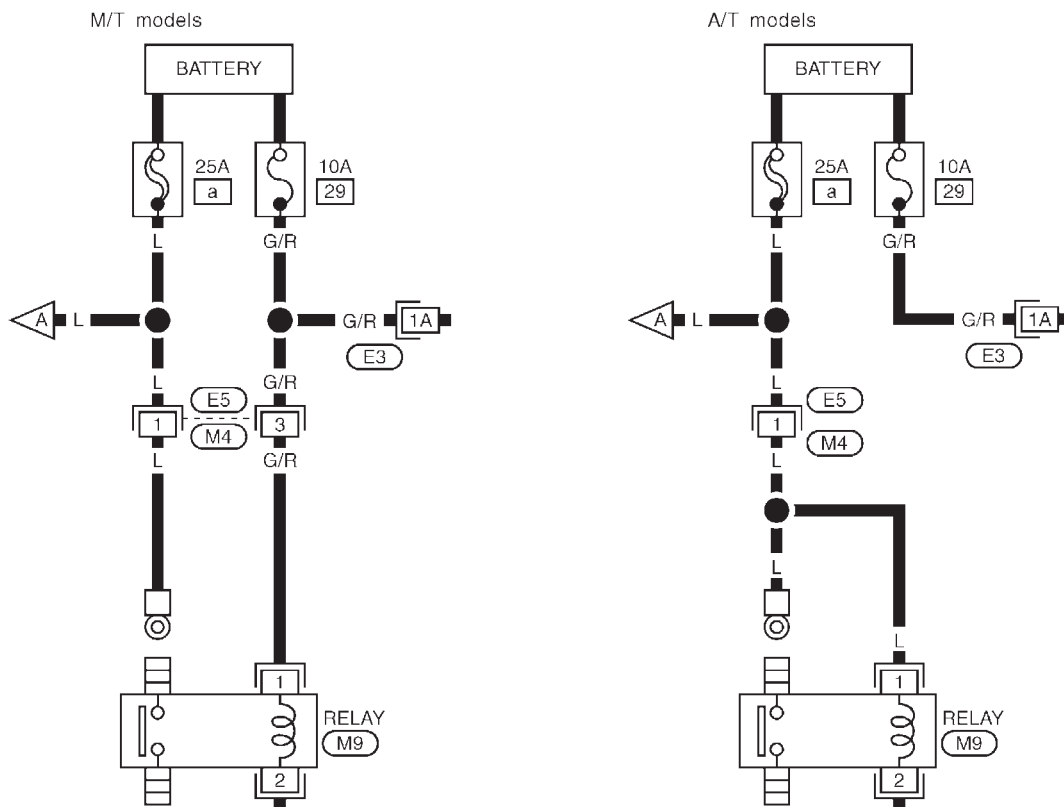 M/T models
BATTERY
25A
a
10A
29
L
G/R
A
L
G/R
1A
E3
L
G/R
E5
1
3
M4
L
G/R
1
RELAY
M9
2
A/T models
BATTERY
25A
a
10A
29
L
G/R
A
L
G/R
1A
E3
L
E5
1
M4
L
L
L
1
RELAY
M9
2